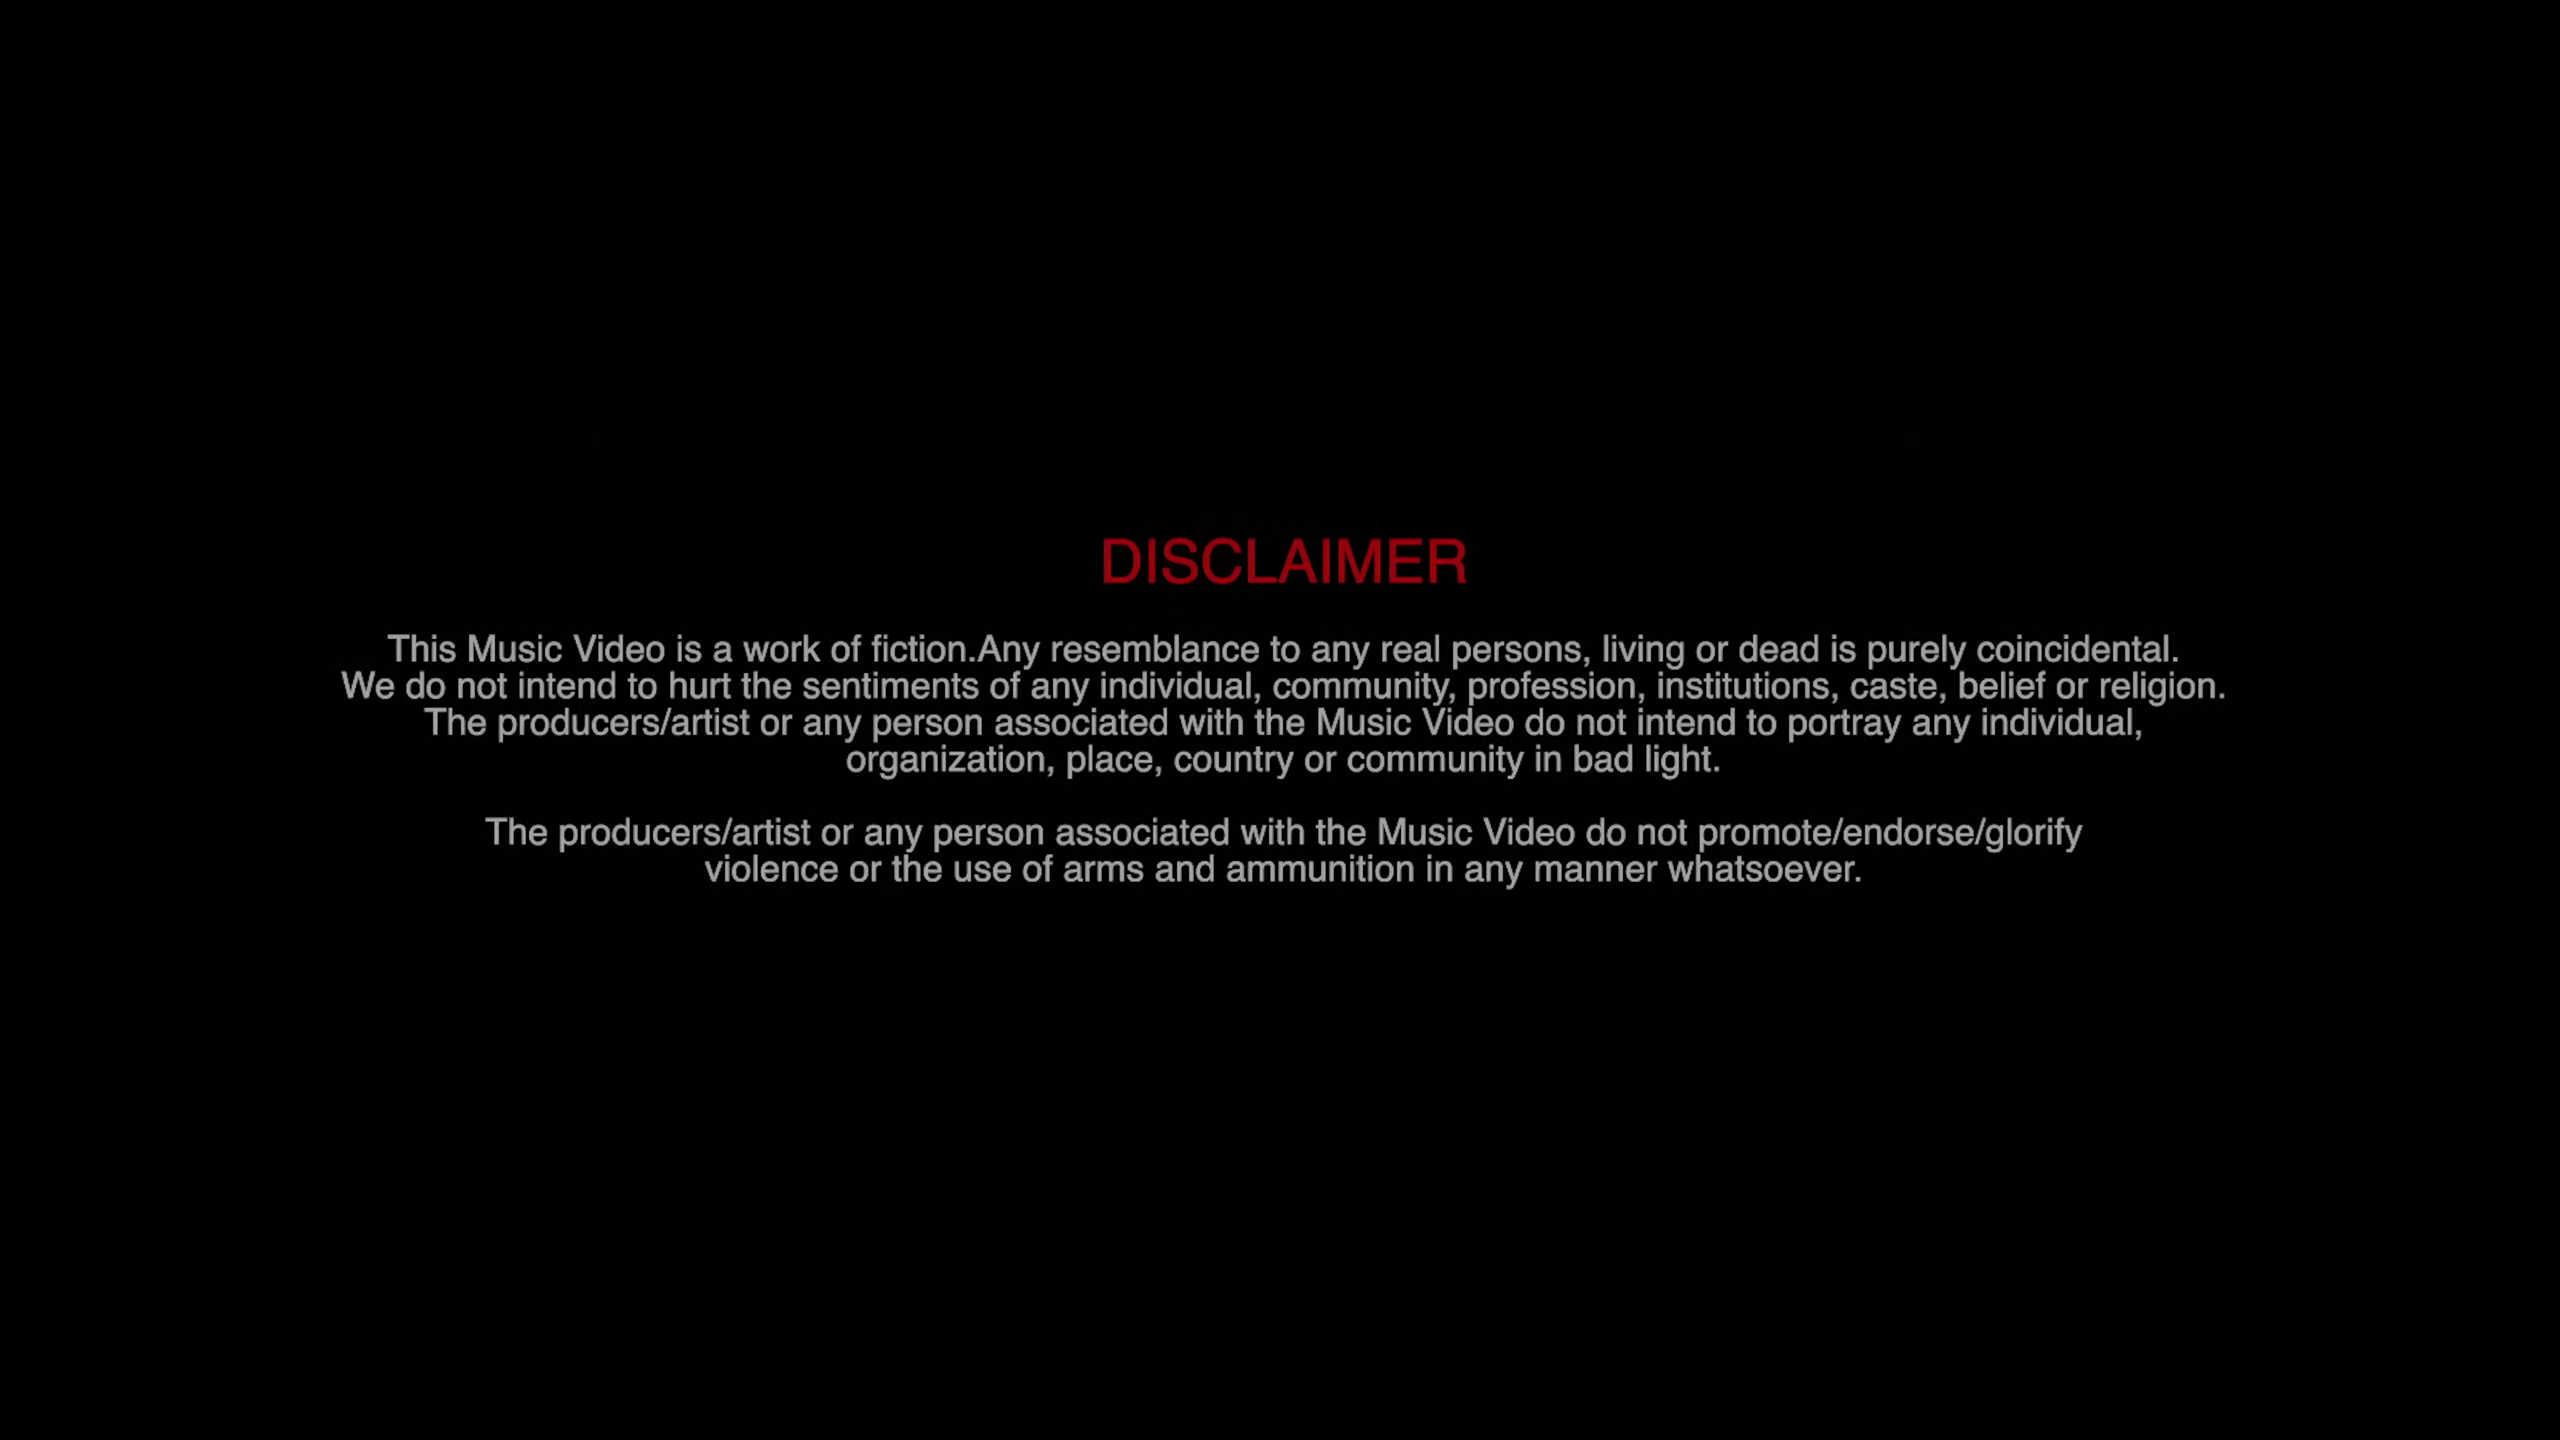 DISCLAIMER
This Music Video is a work of fiction.Any resemblance to any real persons, living or dead is purely coincidental.
We do not intend to hurt the sentiments of any individual, community, profession, institutions, caste, belief or religion.
The producers/artist or any person associated with the Music Video do not intend to portray any individual,
organization, place, country or community in bad light.
The producers/artist or any person associated with the Music Video do not promote/endorse/glorify
violence or the use of arms and ammunition in any manner whatsoever.